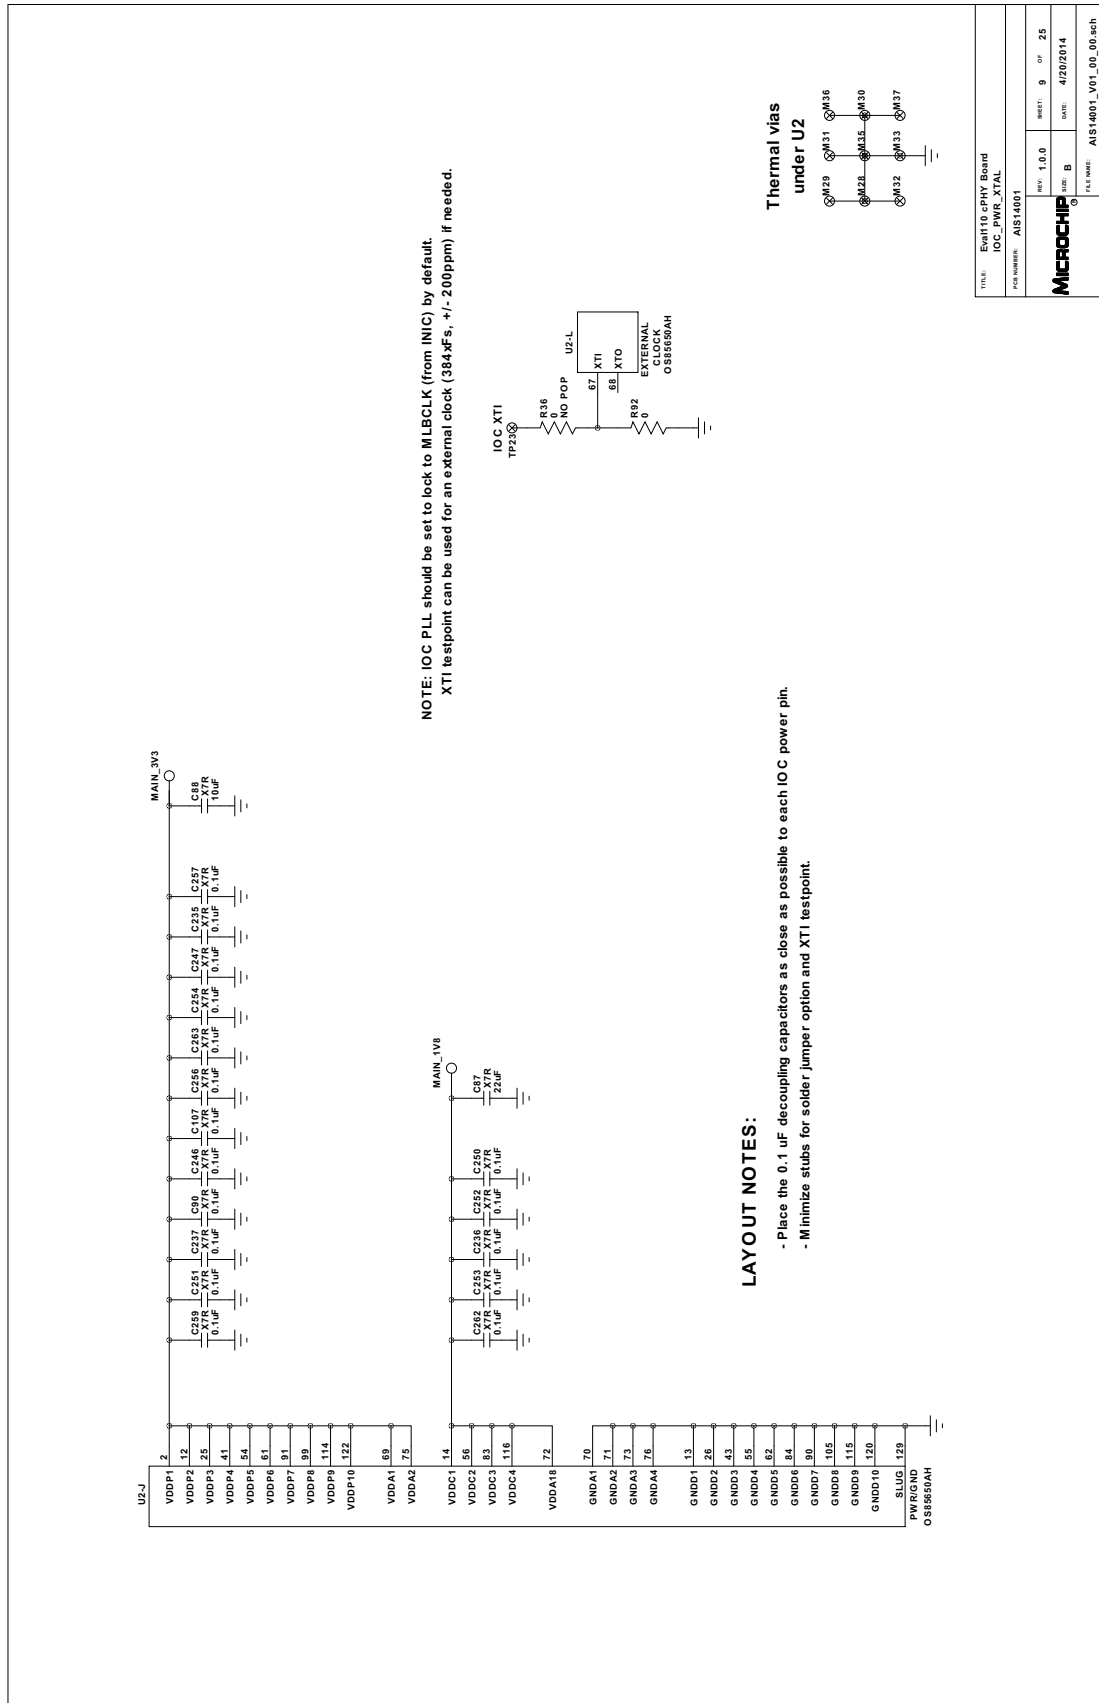 U2-J
VDDP1 2
VDDP2 12
VDDP3 25
VDDP4 41
VDDP5 54
VDDP6 61
VDDP7 91
VDDP8 99
VDDP9 114
VDDP10 122
VDDA1 69
VDDA2 75
VDDC1 14
VDDC2 56
VDDC3 83
VDDC4 116
VDDA18 72
GNDA1 70
GNDA2 71
GNDA3 73
GNDA4 76
GNDD1 13
GNDD2 26
GNDD3 43
GNDD4 55
GNDD5 62
GNDD6 84
GNDD7 90
GNDD8 105
GNDD9 115
GNDD10 120
SLUG 129
PWR/GND
OS85650AH
C259
X7R
0.1uF
C251
X7R
0.1uF
C237
X7R
0.1uF
C90
X7R
0.1uF
C246
X7R
0.1uF
C107
X7R
0.1uF
C256
X7R
0.1uF
C263
X7R
0.1uF
C254
X7R
0.1uF
C247
X7R
0.1uF
C235
X7R
0.1uF
C257
X7R
0.1uF
C88
X7R
10uF
MAIN_3V3
C262
X7R
0.1uF
C253
X7R
0.1uF
C236
X7R
0.1uF
C252
X7R
0.1uF
C250
X7R
0.1uF
C87
X7R
22uF
MAIN_1V8
LAYOUT NOTES:
- Place the 0.1 uF decoupling capacitors as close as possible to each IOC power pin.
- Minimize stubs for solder jumper option and XTI testpoint.
NOTE: IOC PLL should be set to lock to MLBCLK (from INIC) by default.
XTI testpoint can be used for an external clock (384xFs, +/- 200ppm) if needed.
IOC XTI
TP23
R36
0
NO POP
R92
0
U2-L
67 XTI
68 XTO
EXTERNAL
CLOCK
OS85650AH
Thermal vias
under U2
M29 M31 M36
M28 M35 M30
M32 M33 M37
TITLE: Eval110 cPHY Board
IOC_PWR_XTAL
PCB NUMBER: AIS14001
MICROCHIP ®
REV: 1.0.0 SHEET: 9 OF 25
SIZE: B DATE: 4/20/2014
FILE NAME: AIS14001_V01_00_00.sch